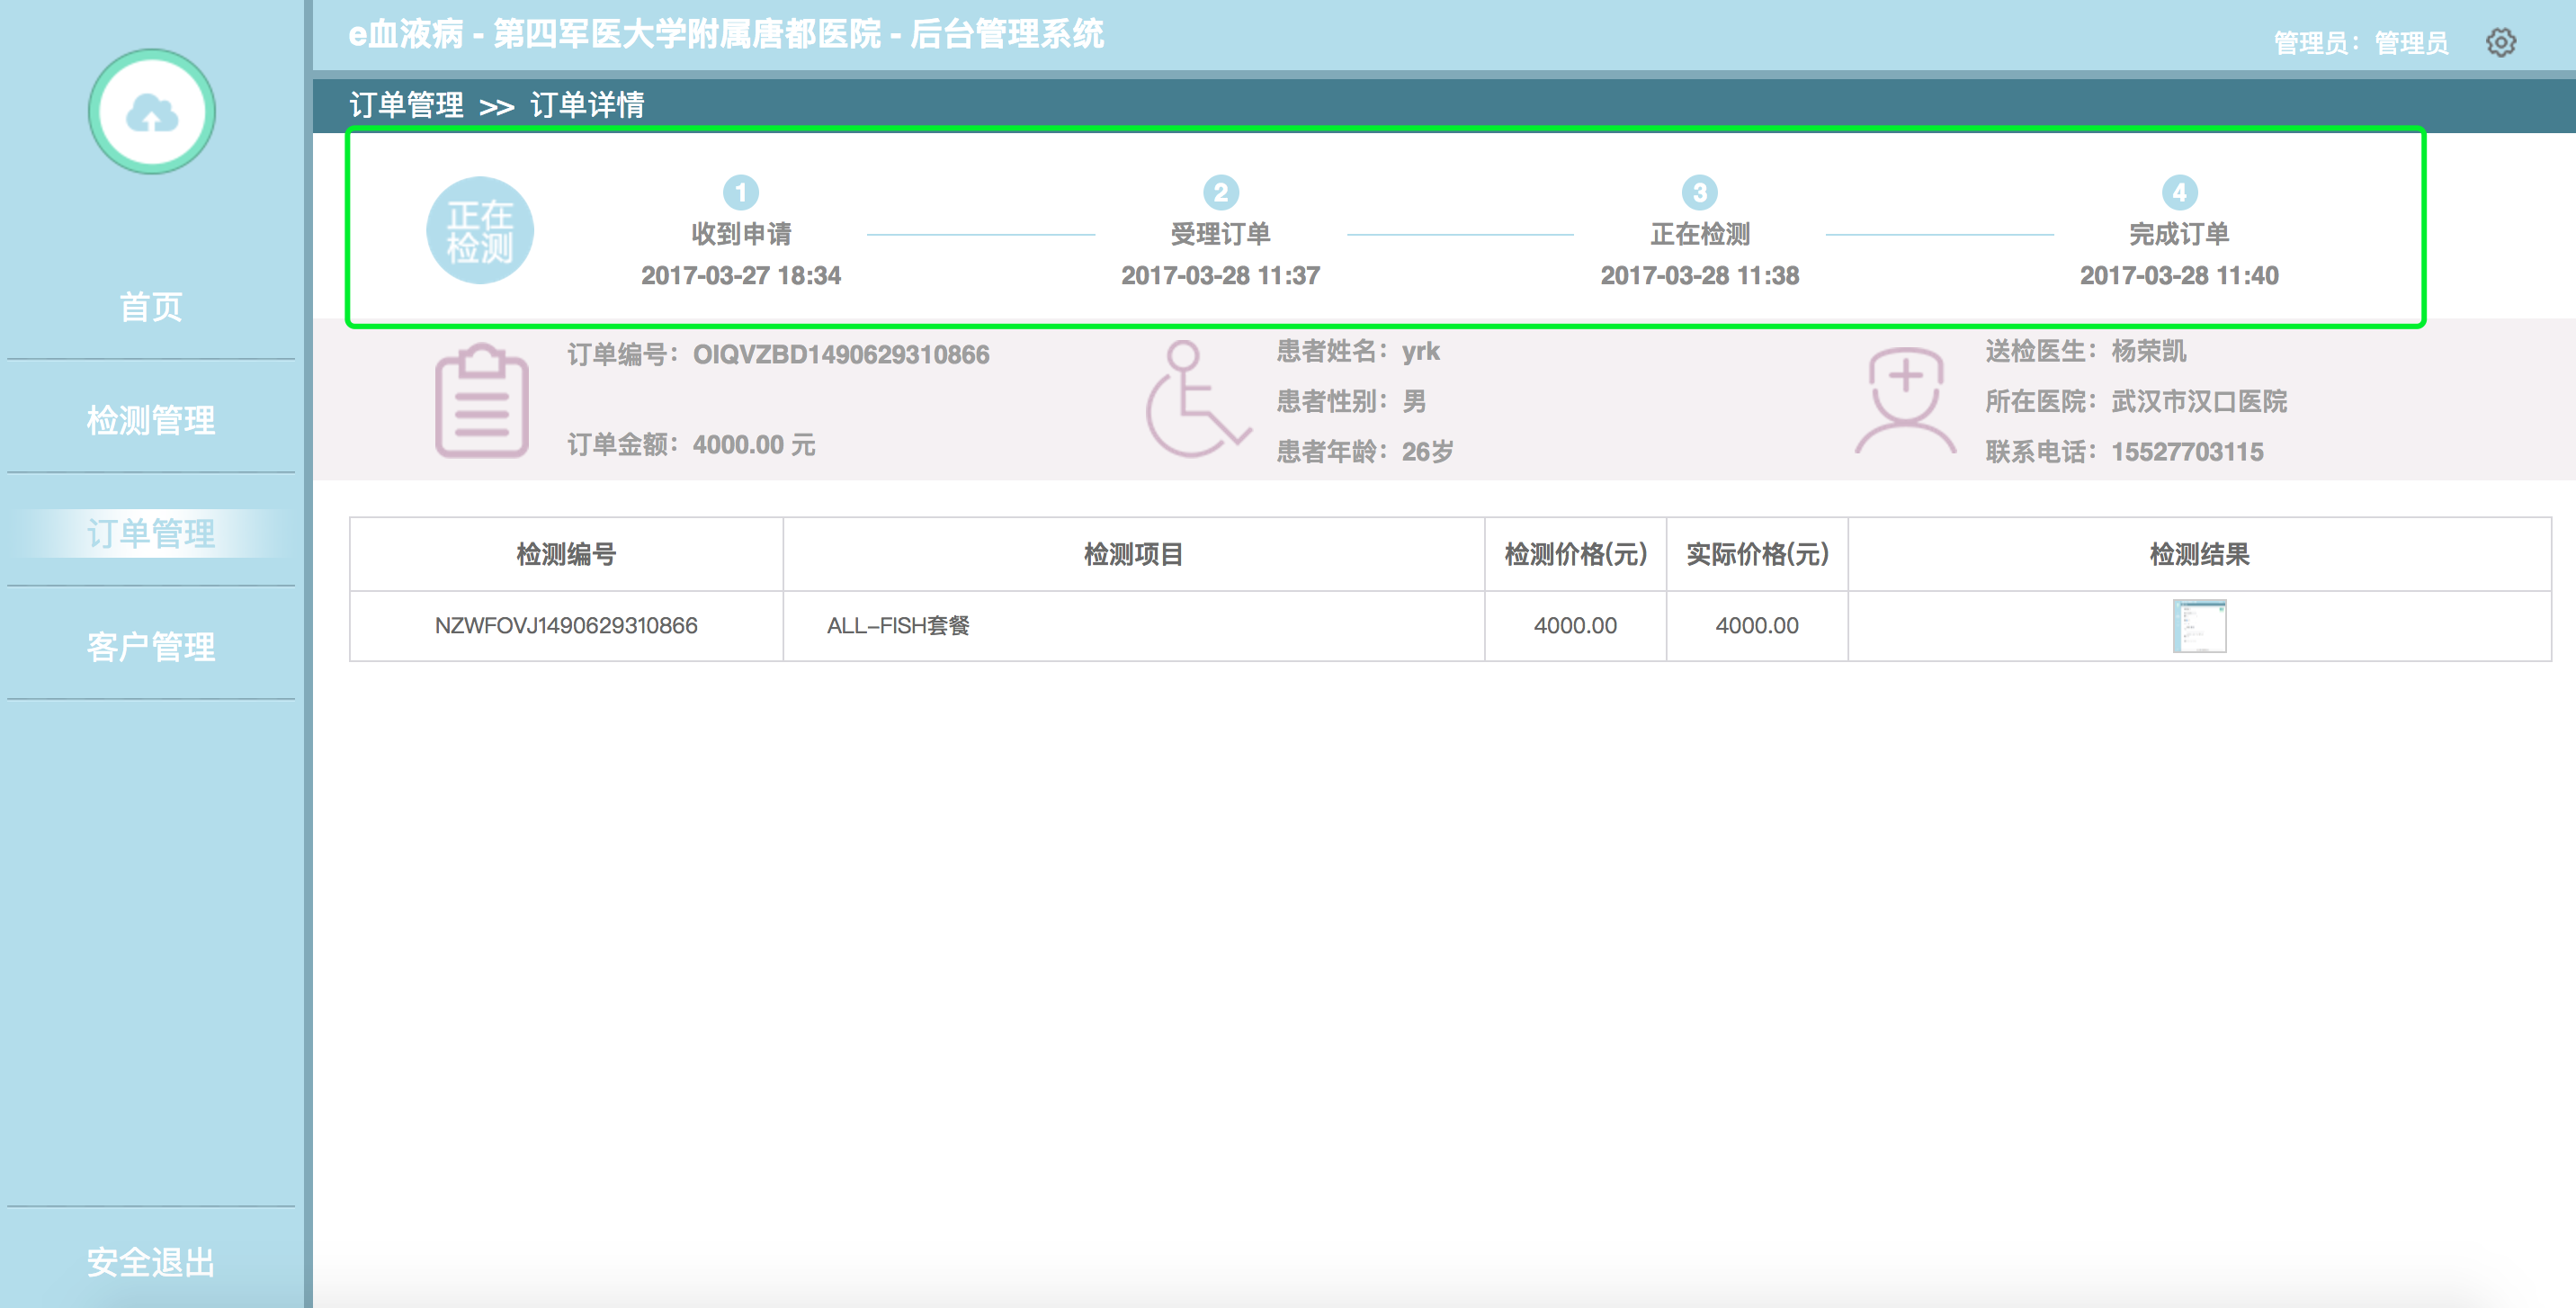 e血液病 - 第四军医大学附属唐都医院 - 后台管理系统
管理员：管理员
订单管理 >> 订单详情
首页
检测管理
订单管理
客户管理
安全退出
正在
检测
1
收到申请
2017-03-27 18:34
2
受理订单
2017-03-28 11:37
3
正在检测
2017-03-28 11:38
4
完成订单
2017-03-28 11:40
订单编号：OIQVZBD1490629310866
订单金额：4000.00 元
患者姓名：yrk
患者性别：男
患者年龄：26岁
送检医生：杨荣凯
所在医院：武汉市汉口医院
联系电话：15527703115
检测编号 检测项目 检测价格(元) 实际价格(元) 检测结果
NZWFOVJ1490629310866 ALL-FISH套餐 4000.00 4000.00